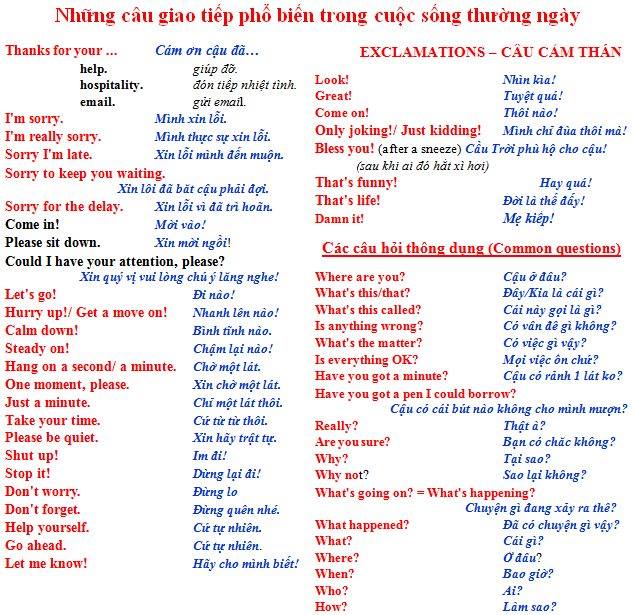 Những câu giao tiếp phổ biến trong cuộc sống thường ngày
Thanks for your ... Cám ơn cậu đã…
help. giúp đỡ.
hospitality. đón tiếp nhiệt tình.
email. gửi email.
I'm sorry. Mình xin lỗi.
I'm really sorry. Mình thực sự xin lỗi.
Sorry I'm late. Xin lỗi mình đến muộn.
Sorry to keep you waiting.
Xin lỗi đã bắt cậu phải đợi.
Sorry for the delay. Xin lỗi vì đã trì hoãn.
Come in! Mời vào!
Please sit down. Xin mời ngồi!
Could I have your attention, please?
Xin quý vị vui lòng chú ý lắng nghe!
Let's go! Đi nào!
Hurry up!/ Get a move on! Nhanh lên nào!
Calm down! Bình tĩnh nào.
Steady on! Chậm lại nào!
Hang on a second/ a minute. Chờ một lát.
One moment, please. Xin chờ một lát.
Just a minute. Chỉ một lát thôi.
Take your time. Cứ từ từ thôi.
Please be quiet. Xin hãy trật tự.
Shut up! Im đi!
Stop it! Dừng lại đi!
Don't worry. Đừng lo
Don't forget. Đừng quên nhé.
Help yourself. Cứ tự nhiên.
Go ahead. Cứ tự nhiên.
Let me know! Hãy cho mình biết!
EXCLAMATIONS – CÂU CẢM THÁN
Look! Nhìn kìa!
Great! Tuyệt quá!
Come on! Thôi nào!
Only joking!/ Just kidding! Mình chỉ đùa thôi mà!
Bless you! (after a sneeze) Cầu Trời phù hộ cho cậu!
(sau khi ai đó hắt xì hơi)
That's funny! Hay quá!
That's life! Đời là thế đấy!
Damn it! Mẹ kiếp!
Các câu hỏi thông dụng (Common questions)
Where are you? Cậu ở đâu?
What's this/that? Đây/Kia là cái gì?
What's this called? Cái này gọi là gì?
Is anything wrong? Có vấn đề gì không?
What's the matter? Có việc gì vậy?
Is everything OK? Mọi việc ổn chứ?
Have you got a minute? Cậu có rảnh 1 lát ko?
Have you got a pen I could borrow?
Cậu có cái bút nào không cho mình mượn?
Really? Thật à?
Are you sure? Bạn có chắc không?
Why? Tại sao?
Why not? Sao lại không?
What's going on? = What's happening?
Chuyện gì đang xảy ra thế?
What happened? Đã có chuyện gì vậy?
What? Cái gì?
Where? Ở đâu?
When? Bao giờ?
Who? Ai?
How? Làm sao?